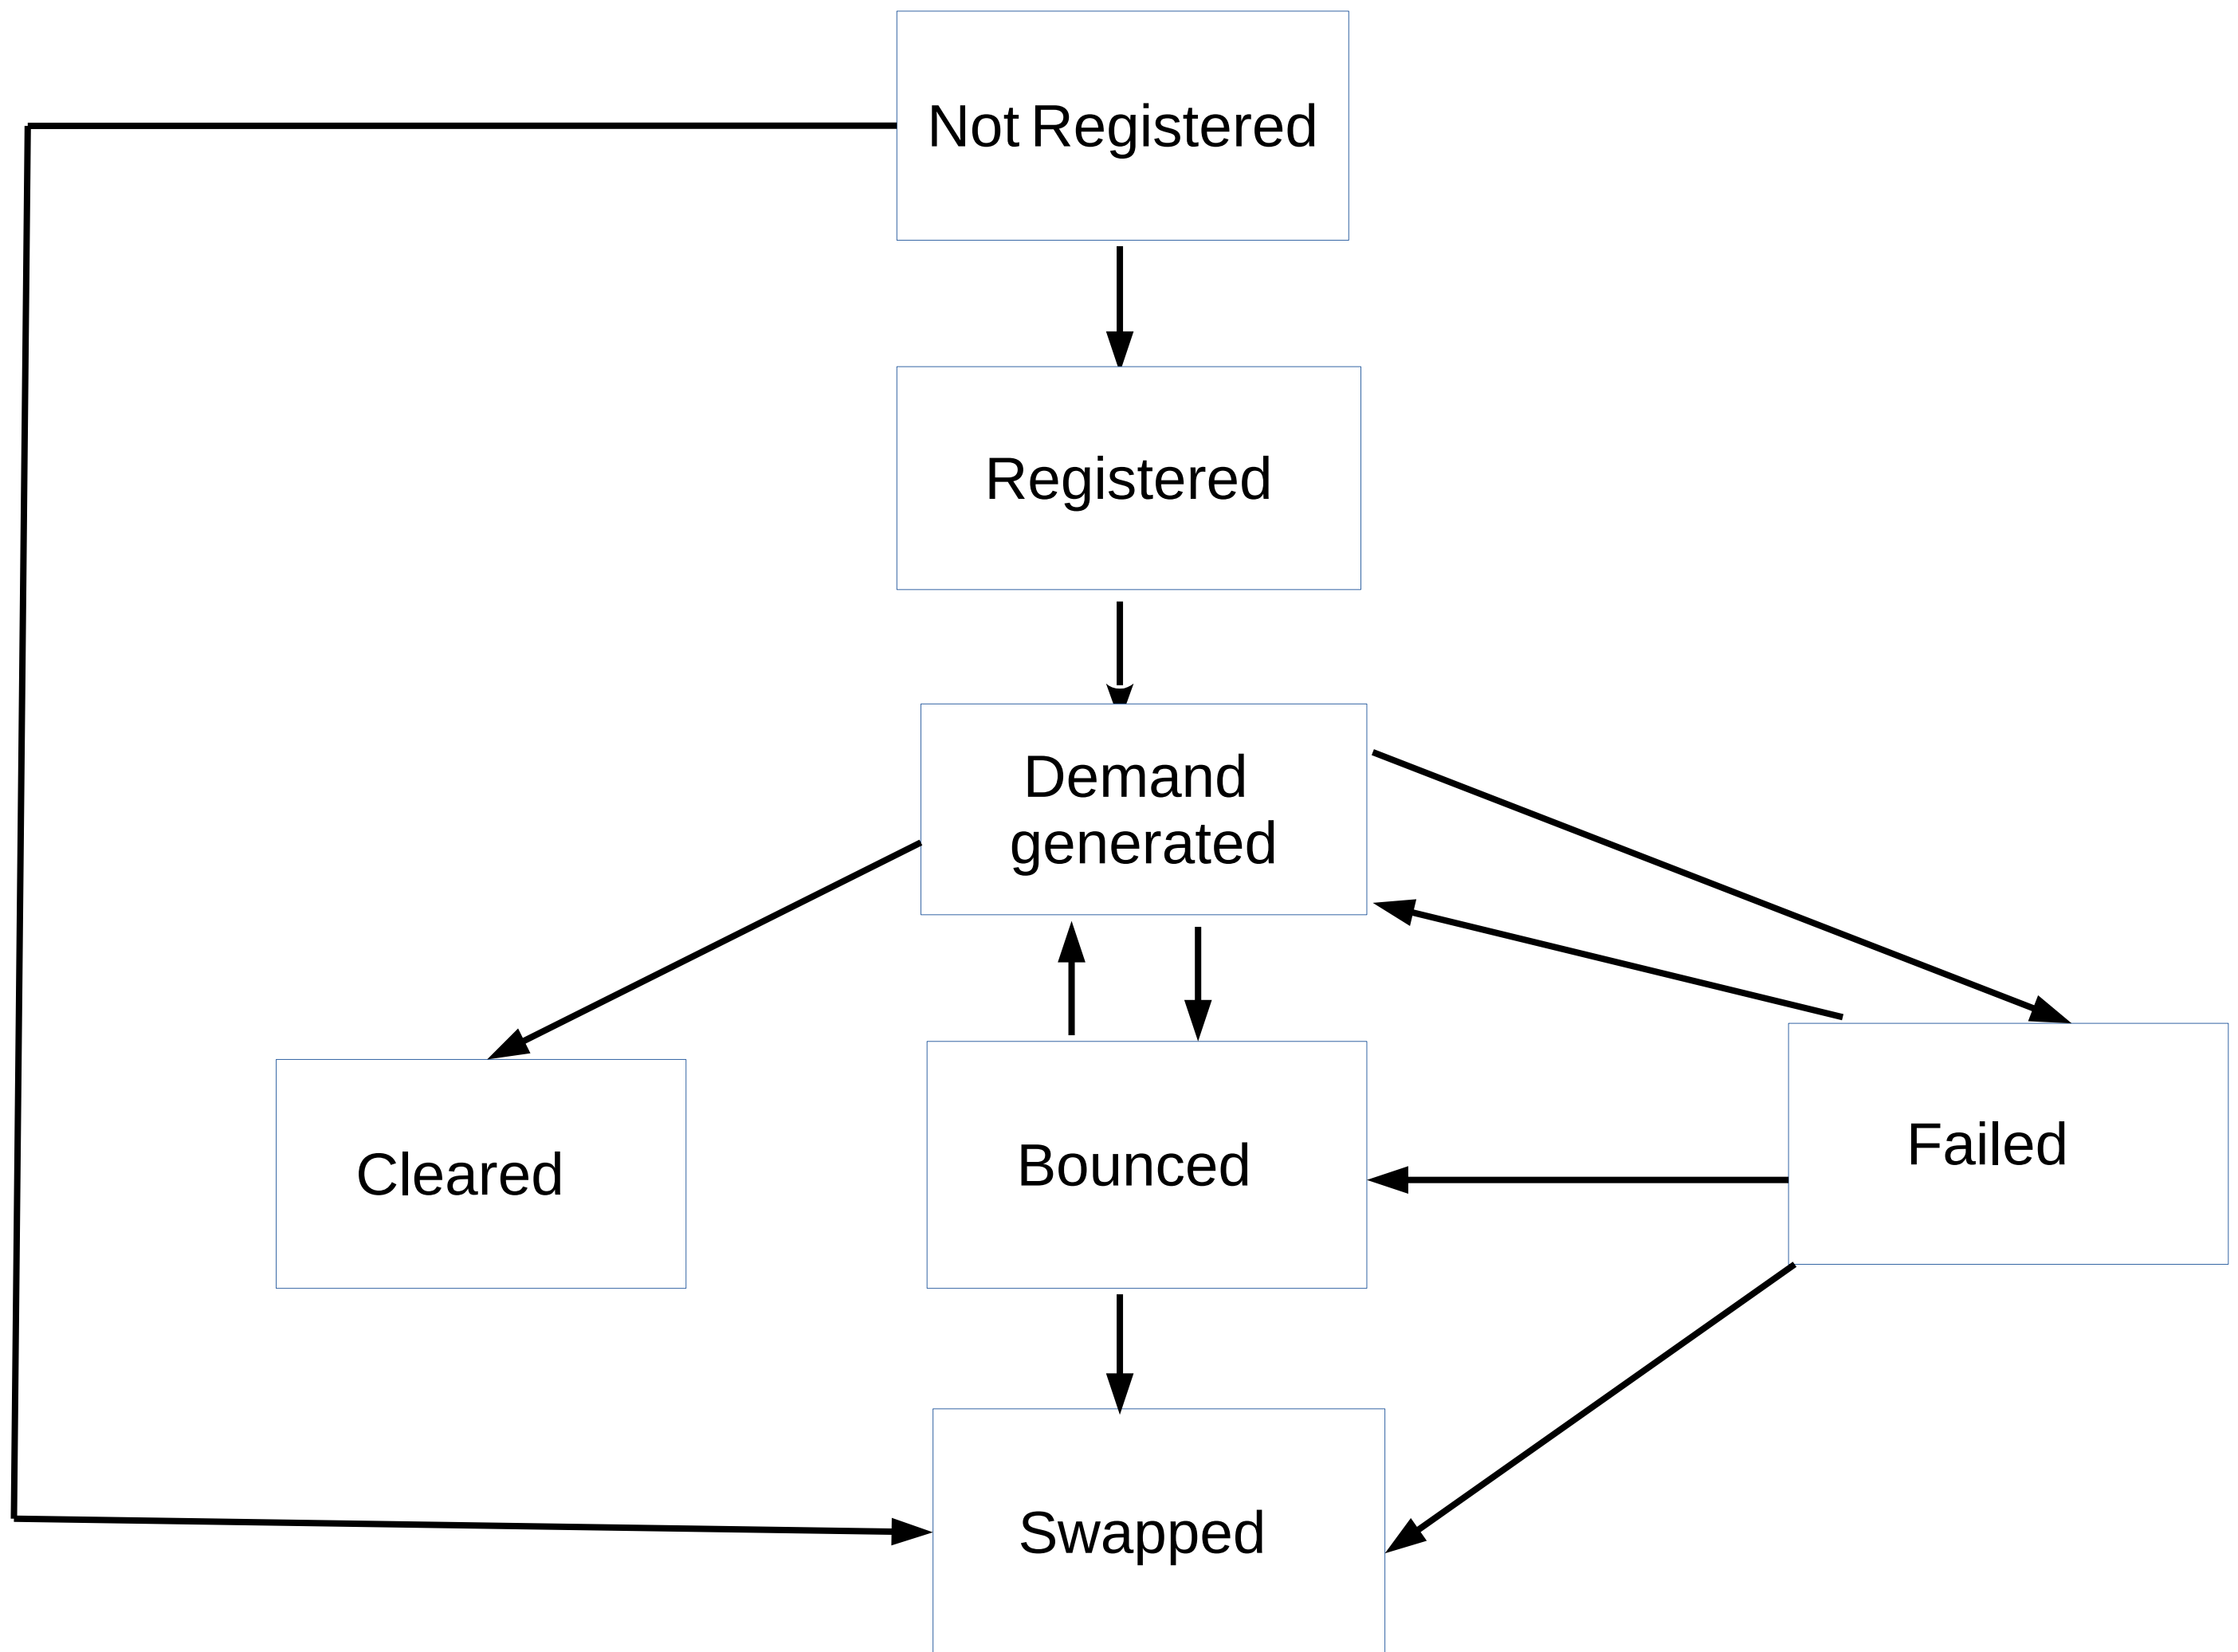 Not Registered
Registered
Demand
generated
Cleared
Bounced
Failed
Swapped